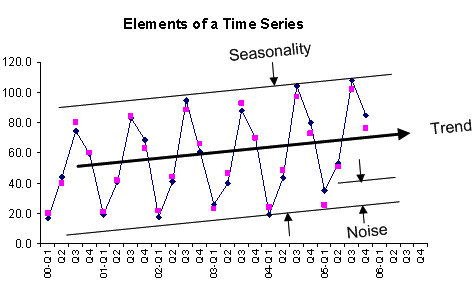 Elements of a Time Series
Seasonality
120.0
100.0
80.0
60.0
40.0
20.0
0.0
Trend
Noise
00-Q1
Q2
Q3
Q4
01-Q1
Q2
Q3
Q4
02-Q1
Q2
Q3
Q4
03-Q1
Q2
Q3
Q4
04-Q1
Q2
Q3
Q4
05-Q1
Q2
Q3
Q4
06-Q1
Q2
Q3
Q4